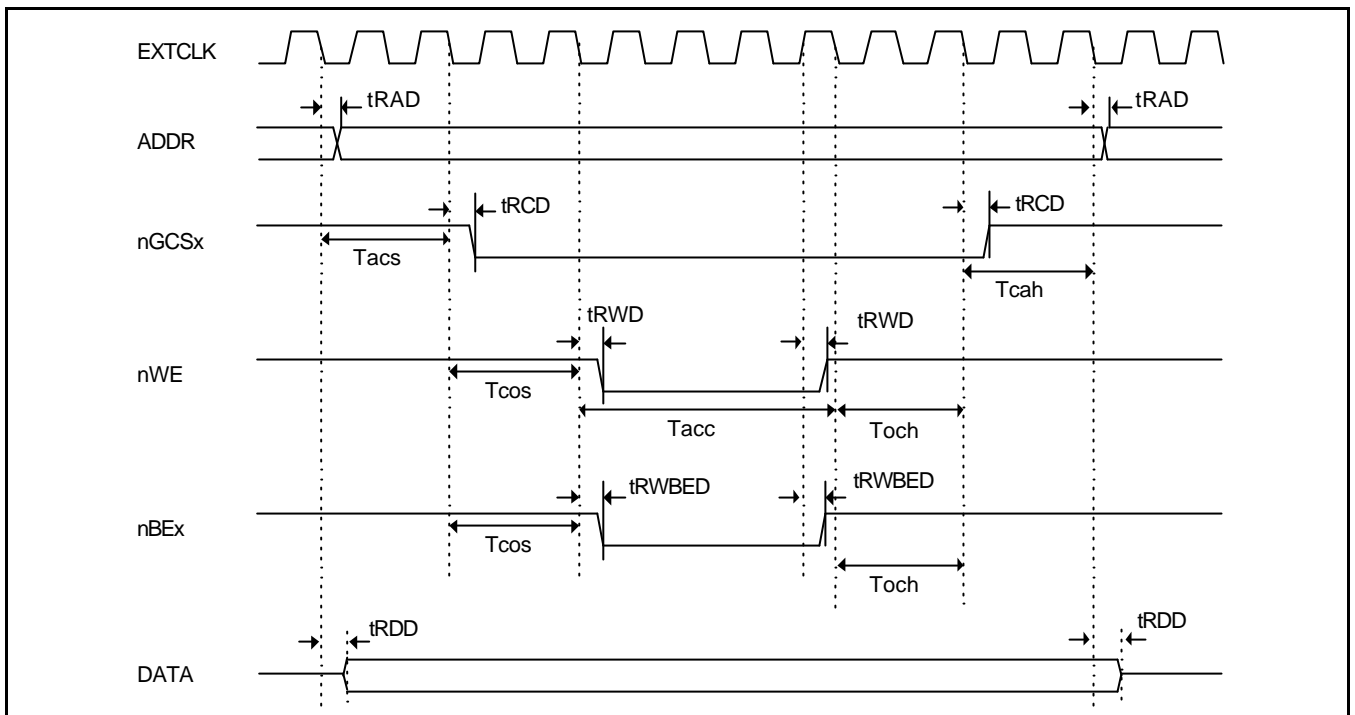 EXTCLK
tRAD
tRAD
ADDR
tRCD
tRCD
nGCSx
Tacs
Tcah
tRWD
tRWD
nWE
Tcos
Tacc
Toch
tRWBED
tRWBED
nBEx
Tcos
Toch
tRDD
tRDD
DATA